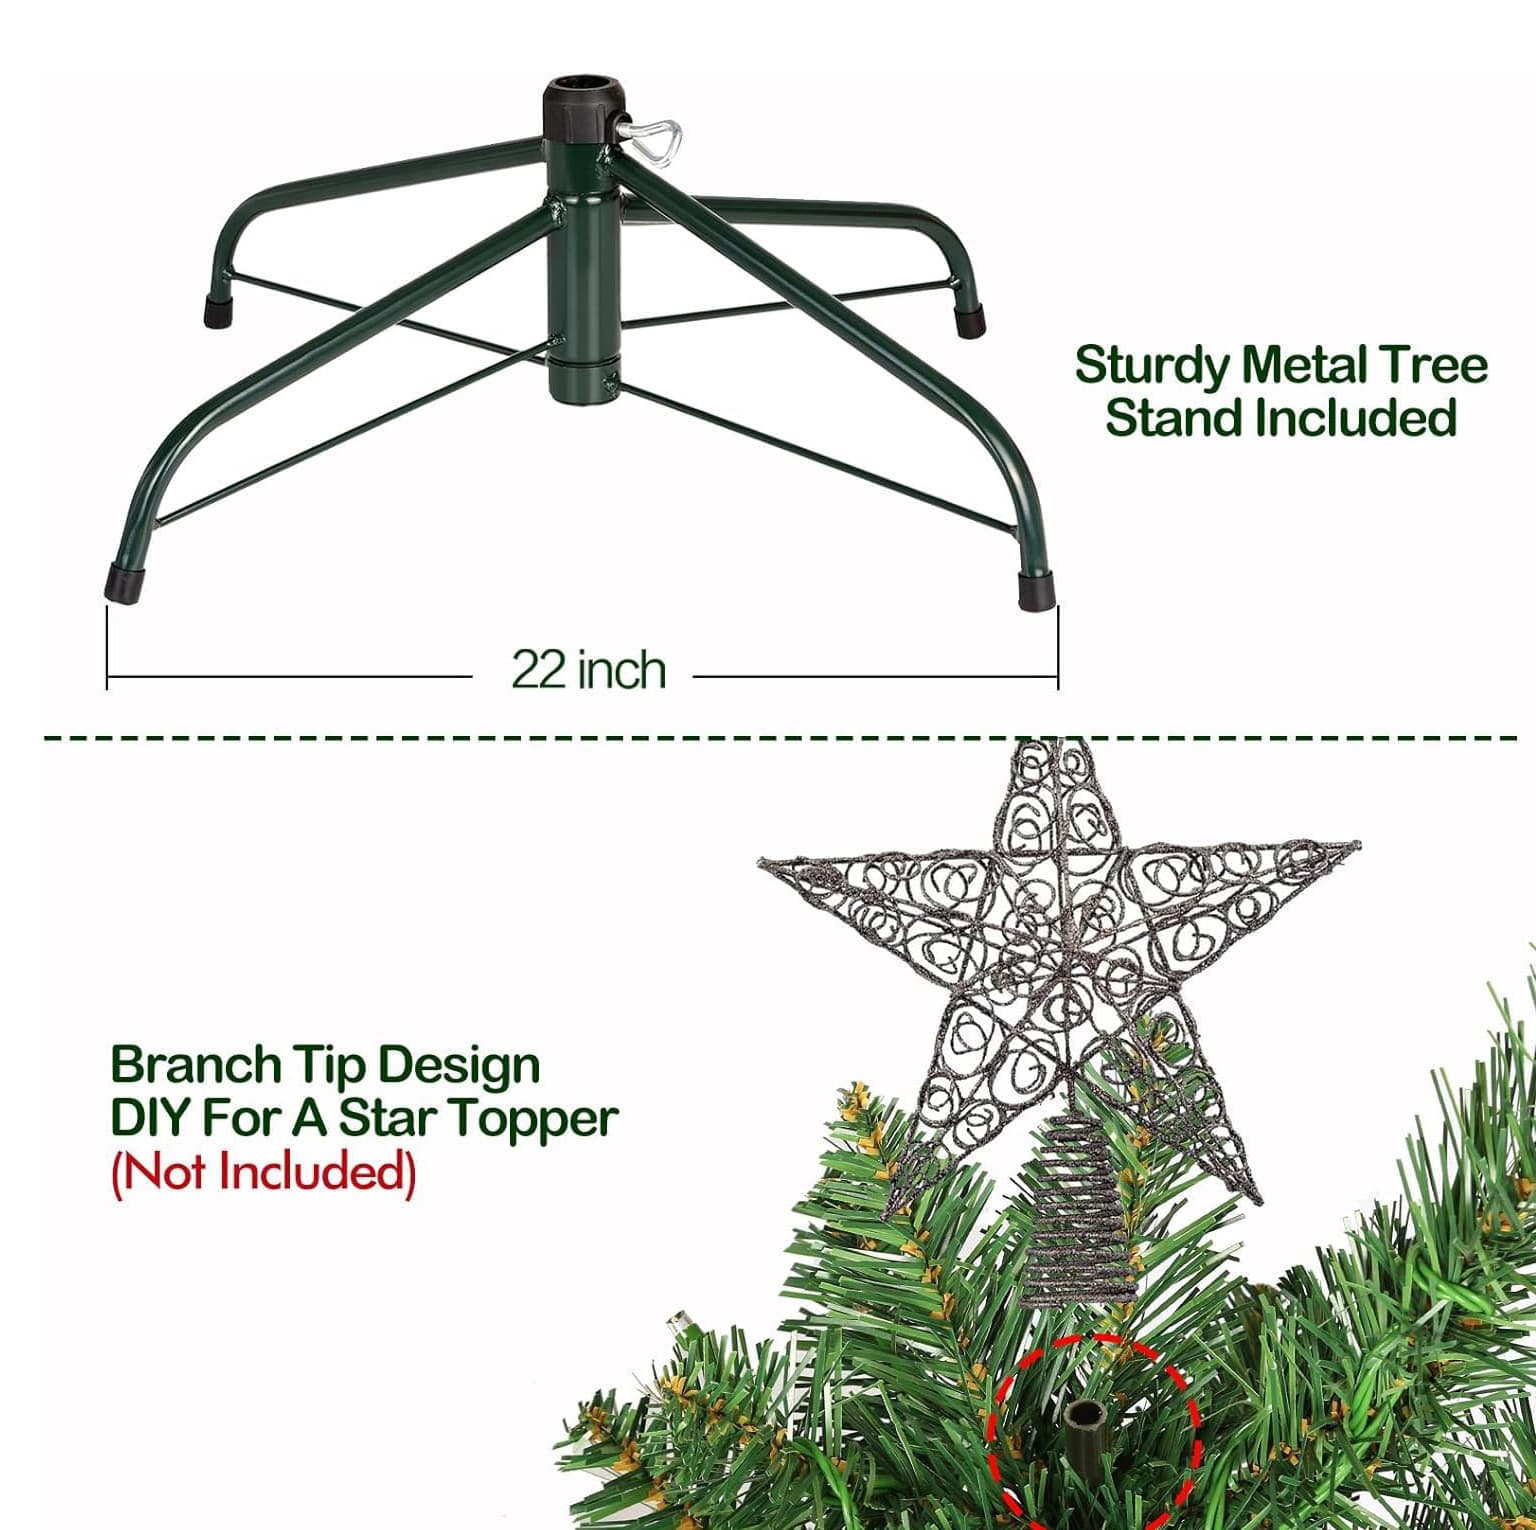 Sturdy Metal Tree
Stand Included
22 inch
Branch Tip Design
DIY For A Star Topper
(Not Included)